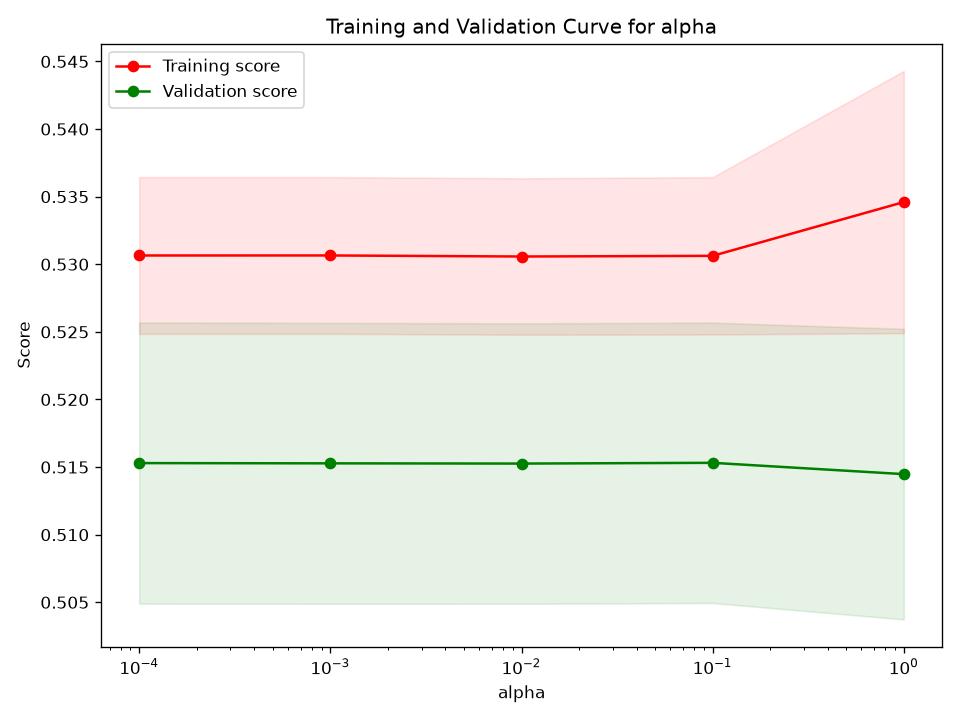 Training and Validation Curve for alpha
Training score
Validation score
0.545
0.540
0.535
0.530
0.525
0.520
0.515
0.510
0.505
Score
10⁻⁴
10⁻³
10⁻²
10⁻¹
10⁰
alpha